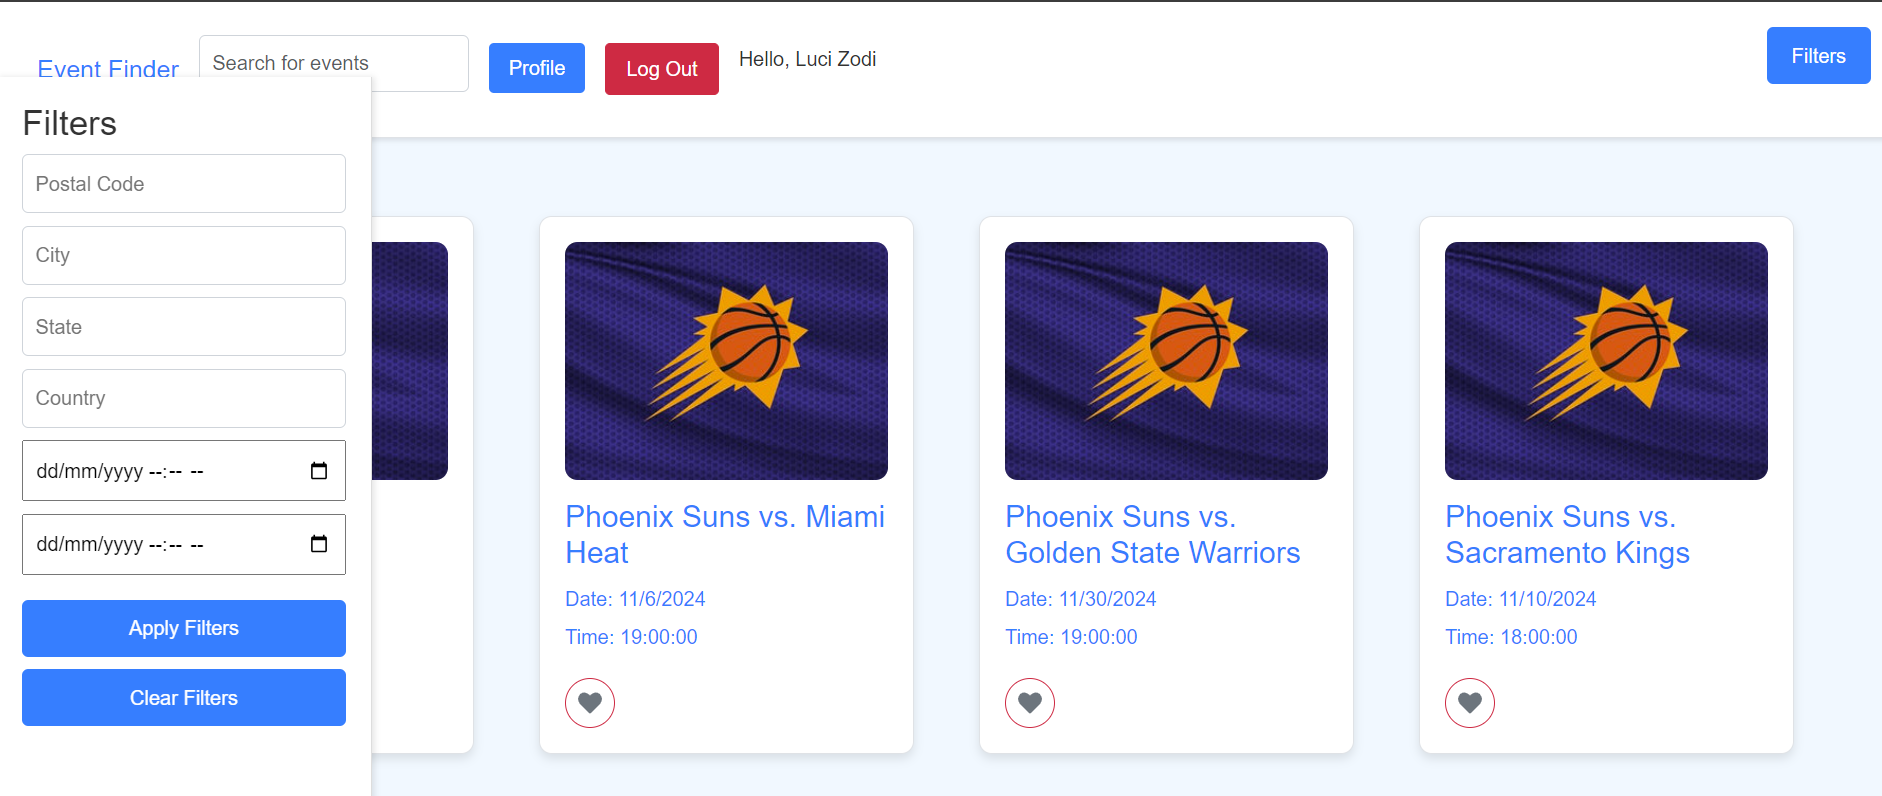 Event Finder
Search for events
Profile
Log Out
Hello, Luci Zodi
Filters
Filters
Postal Code
City
State
Country
dd/mm/yyyy --:-- --
dd/mm/yyyy --:-- --
Apply Filters
Clear Filters
Phoenix Suns vs. Miami
Heat
Date: 11/6/2024
Time: 19:00:00
Phoenix Suns vs.
Golden State Warriors
Date: 11/30/2024
Time: 19:00:00
Phoenix Suns vs.
Sacramento Kings
Date: 11/10/2024
Time: 18:00:00